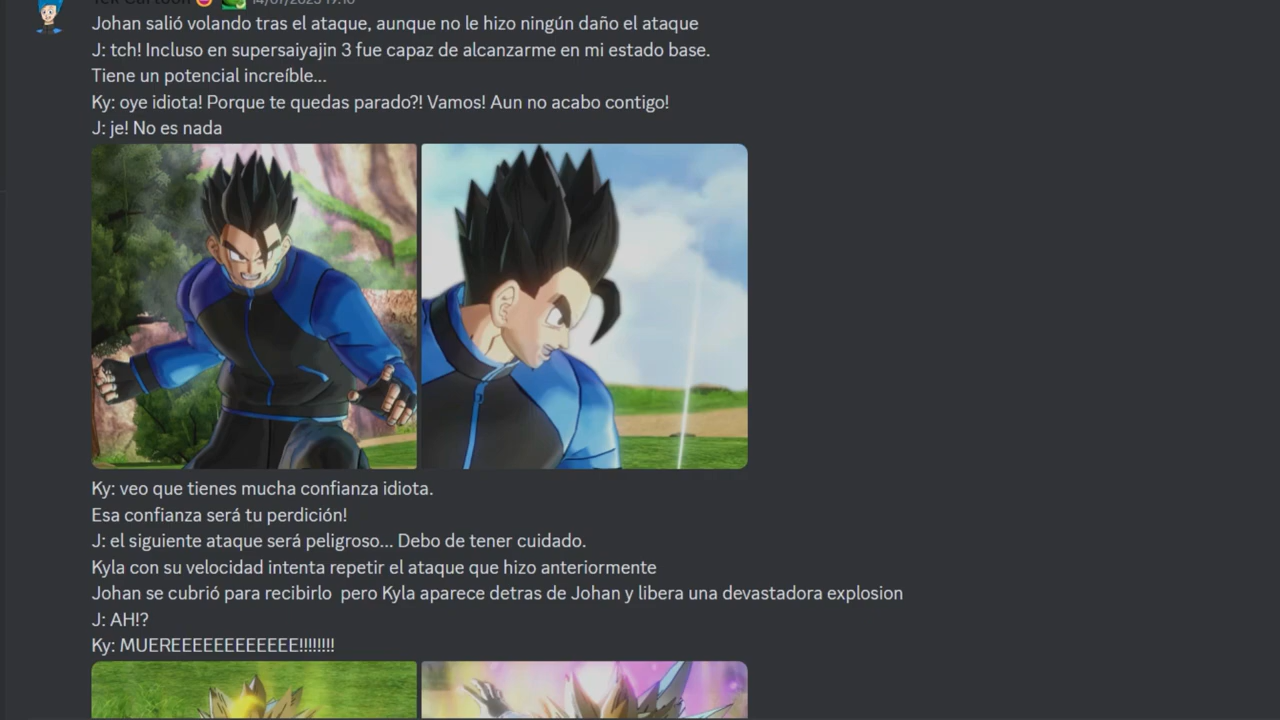 Johan salió volando tras el ataque, aunque no le hizo ningún daño el ataque
J: tch! Incluso en supersaiyajin 3 fue capaz de alcanzarme en mi estado base.
Tiene un potencial increíble...
Ky: oye idiota! Porque te quedas parado?! Vamos! Aun no acabo contigo!
J: je! No es nada
Ky: veo que tienes mucha confianza idiota.
Esa confianza será tu perdición!
J: el siguiente ataque será peligroso... Debo de tener cuidado.
Kyla con su velocidad intenta repetir el ataque que hizo anteriormente
Johan se cubrió para recibirlo  pero Kyla aparece detras de Johan y libera una devastadora explosion
J: AH!?
Ky: MUEREEEEEEEEEEEE!!!!!!!!